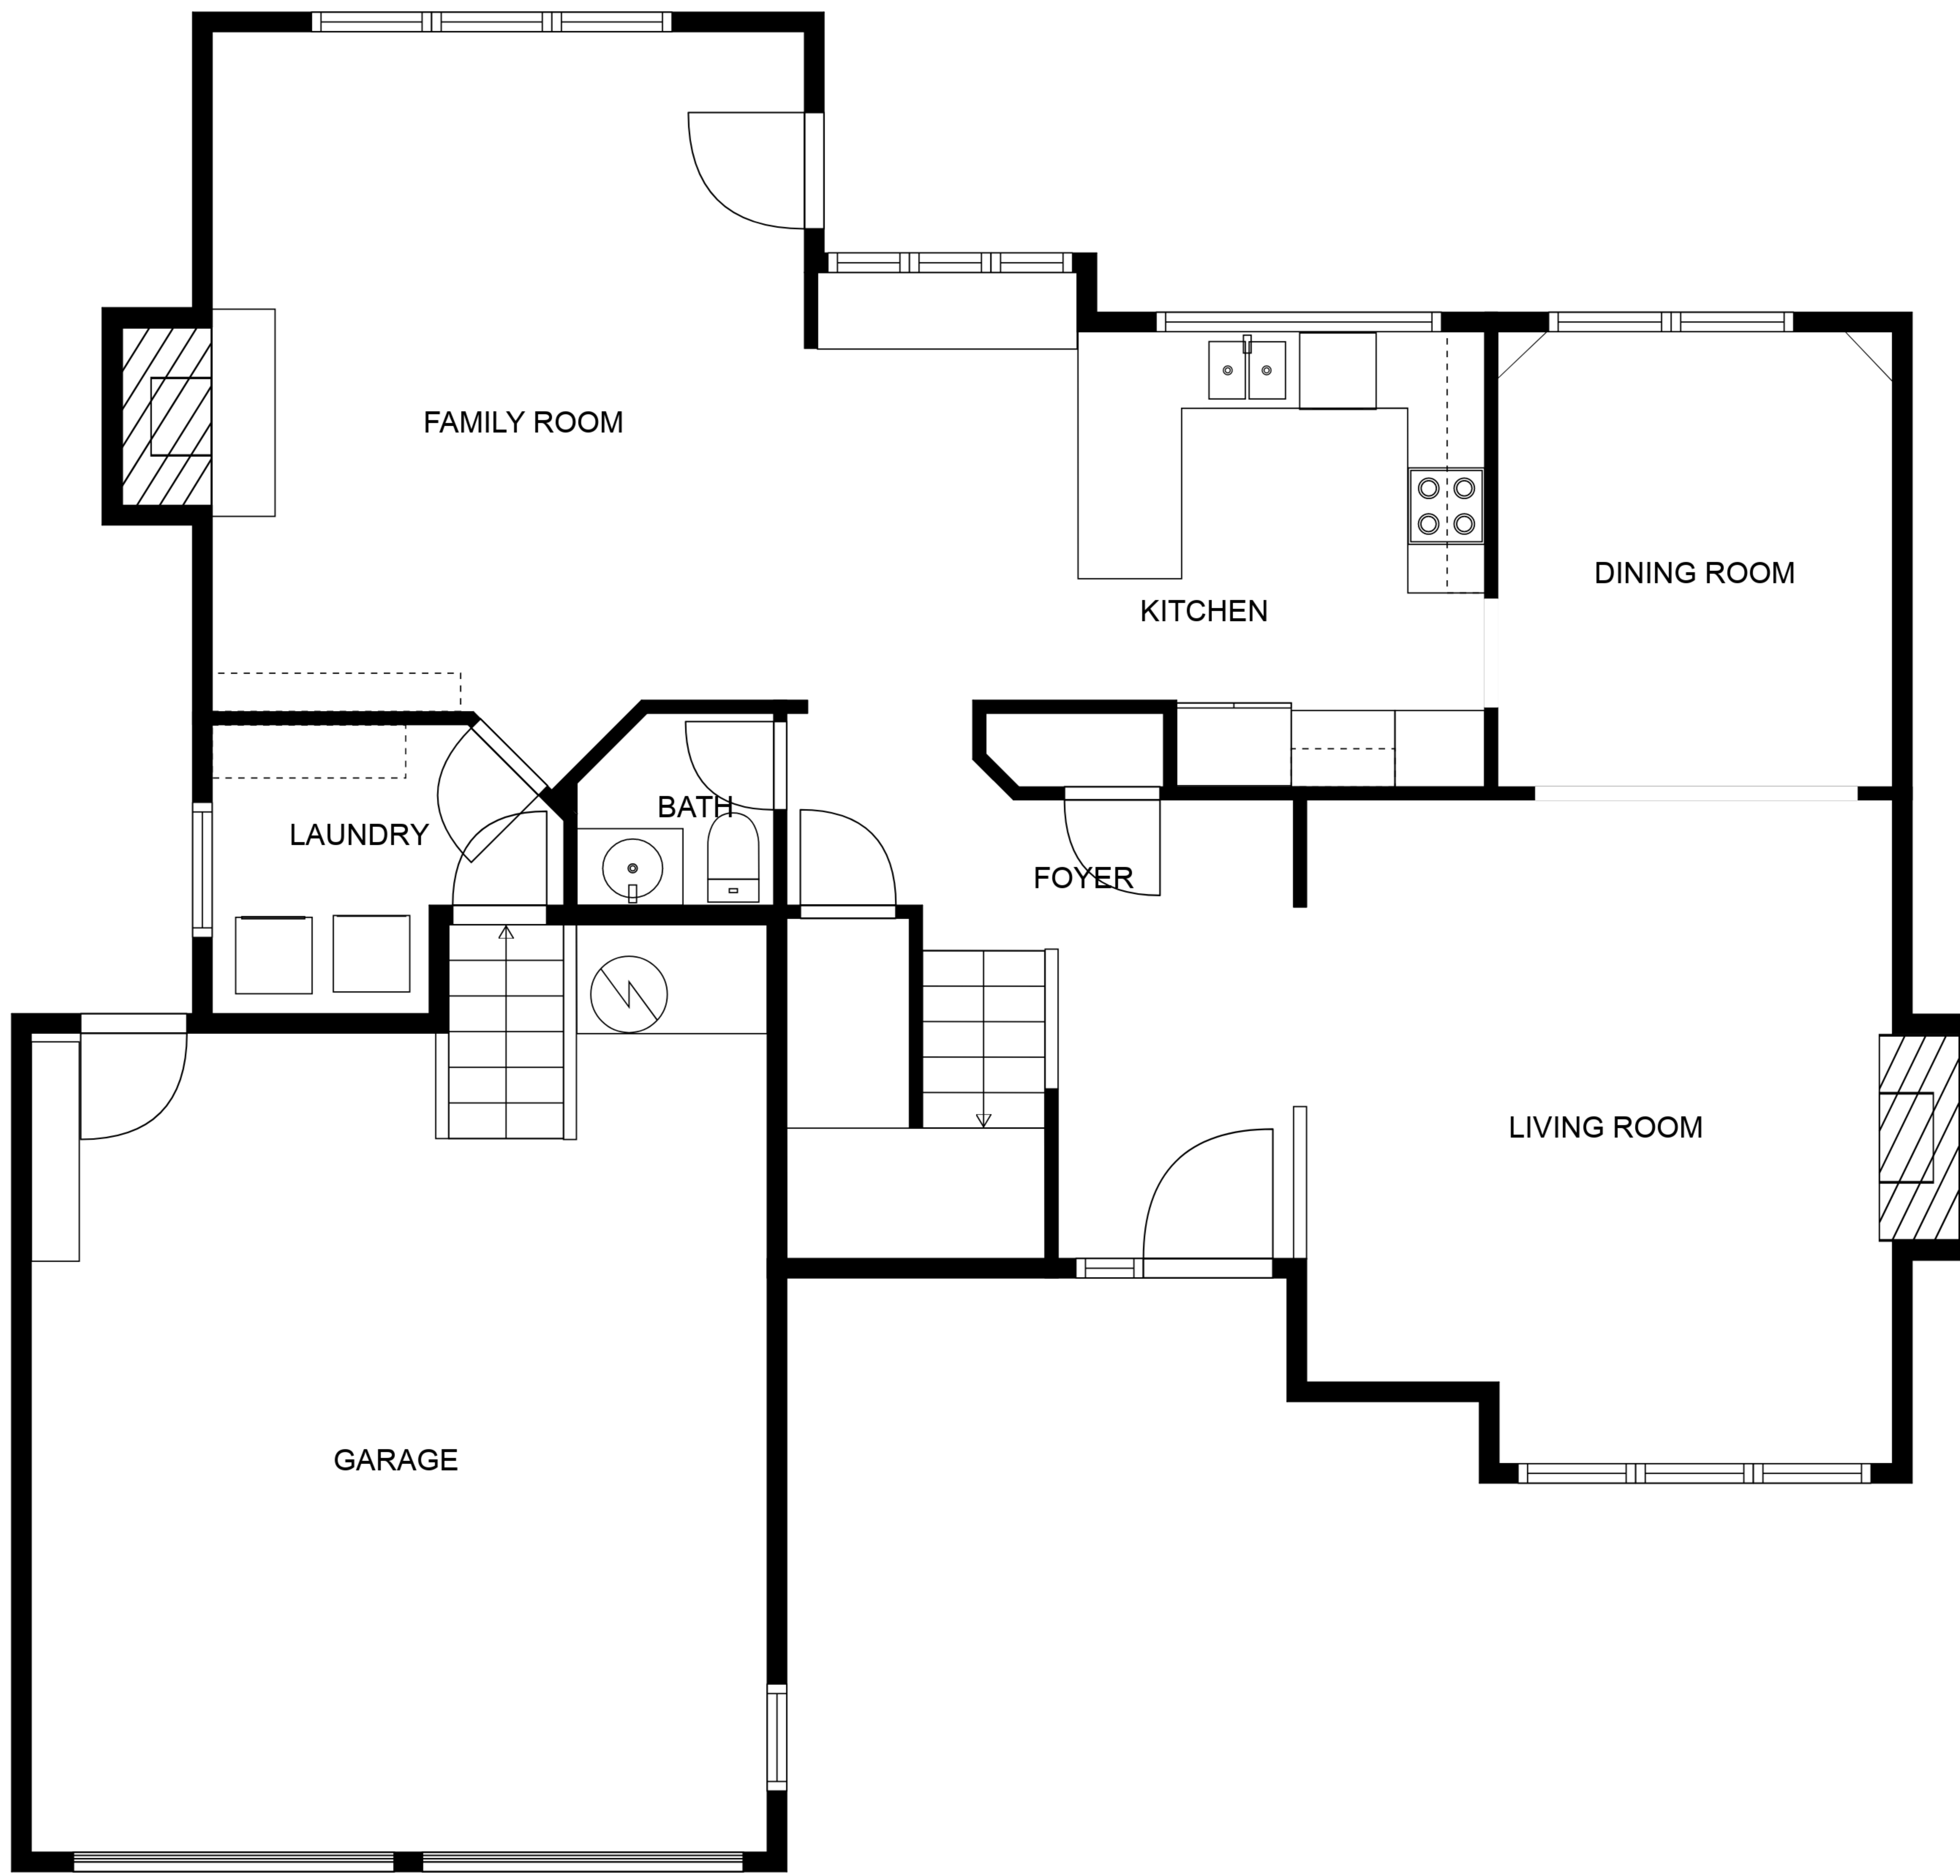 FAMILY ROOM
DINING ROOM
KITCHEN
BATH
LAUNDRY
FOYER
LIVING ROOM
GARAGE